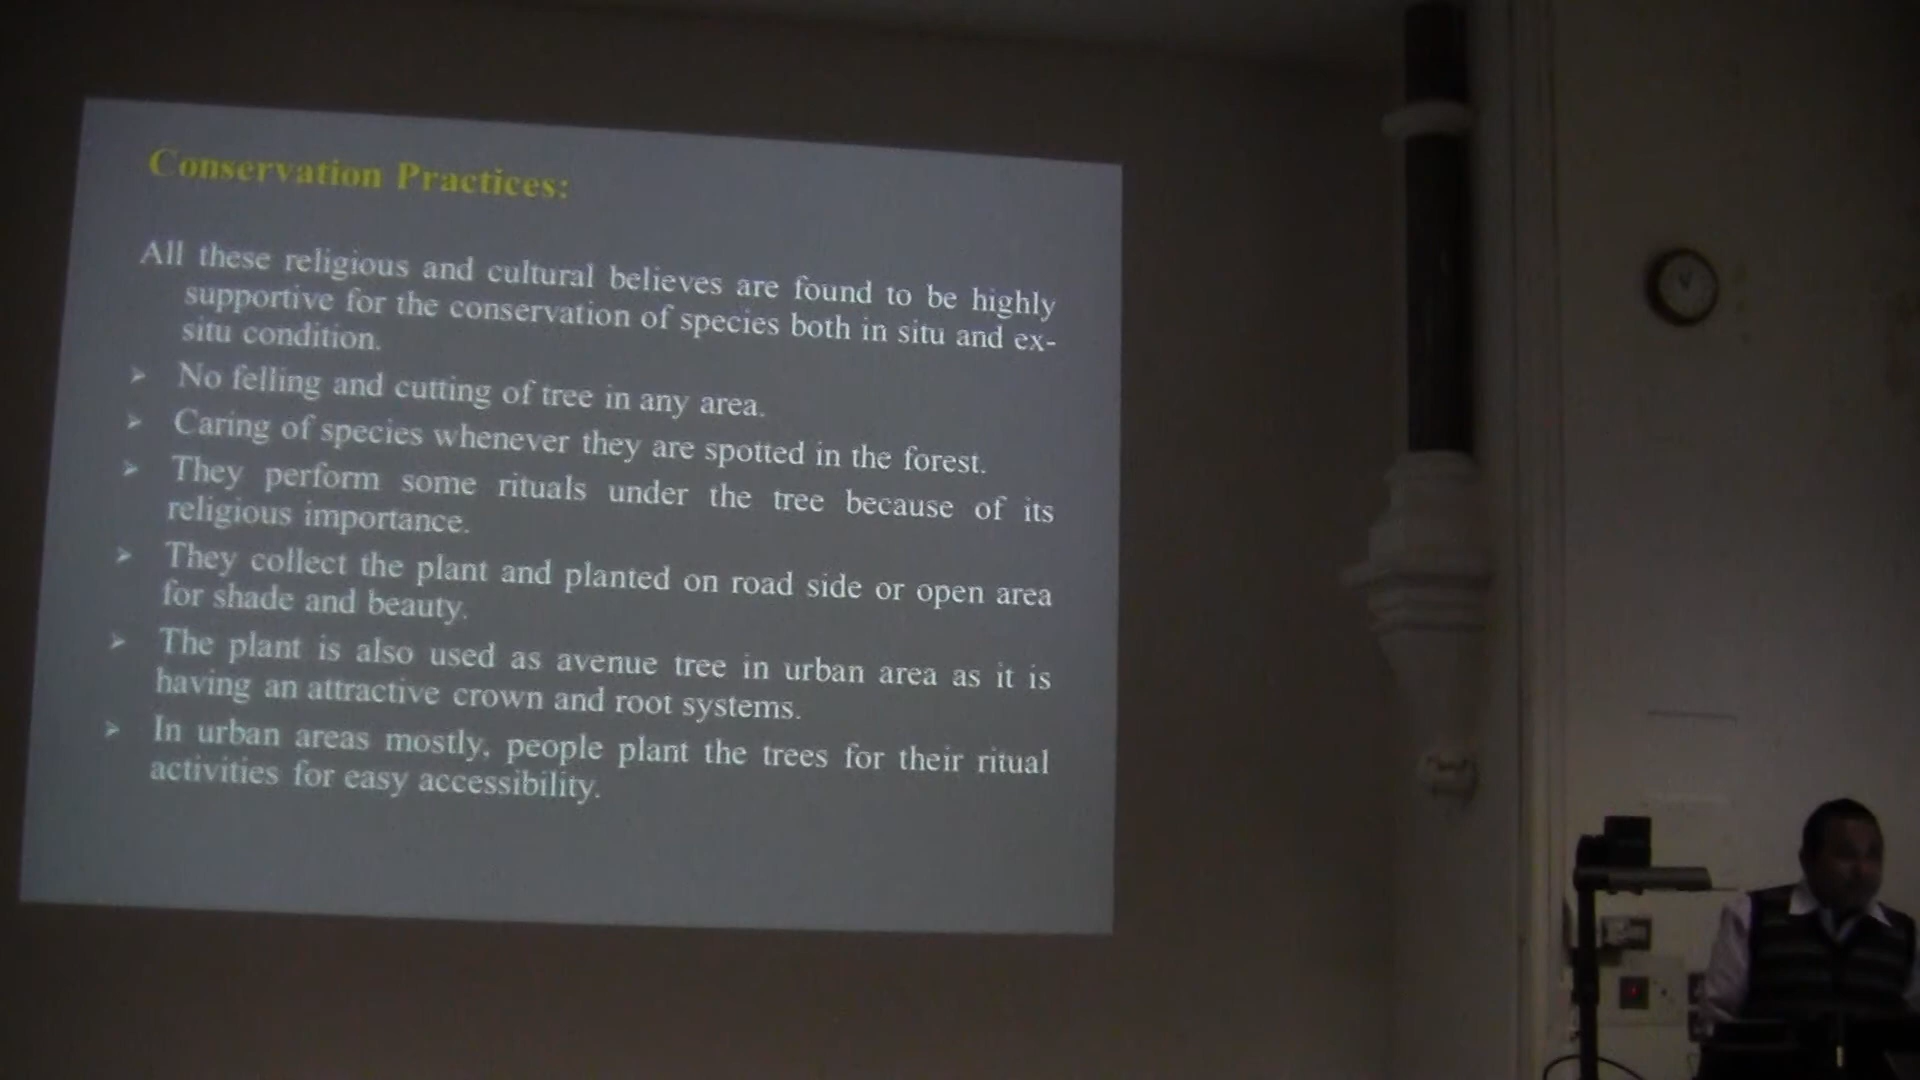 Conservation Practices:
All these religious and cultural believes are found to be highly
supportive for the conservation of species both in situ and ex-
situ condition.
➢ No felling and cutting of tree in any area.
➢ Caring of species whenever they are spotted in the forest.
➢ They perform some rituals under the tree because of its
religious importance.
➢ They collect the plant and planted on road side or open area
for shade and beauty.
➢ The plant is also used as avenue tree in urban area as it is
having an attractive crown and root systems.
➢ In urban areas mostly, people plant the trees for their ritual
activities for easy accessibility.